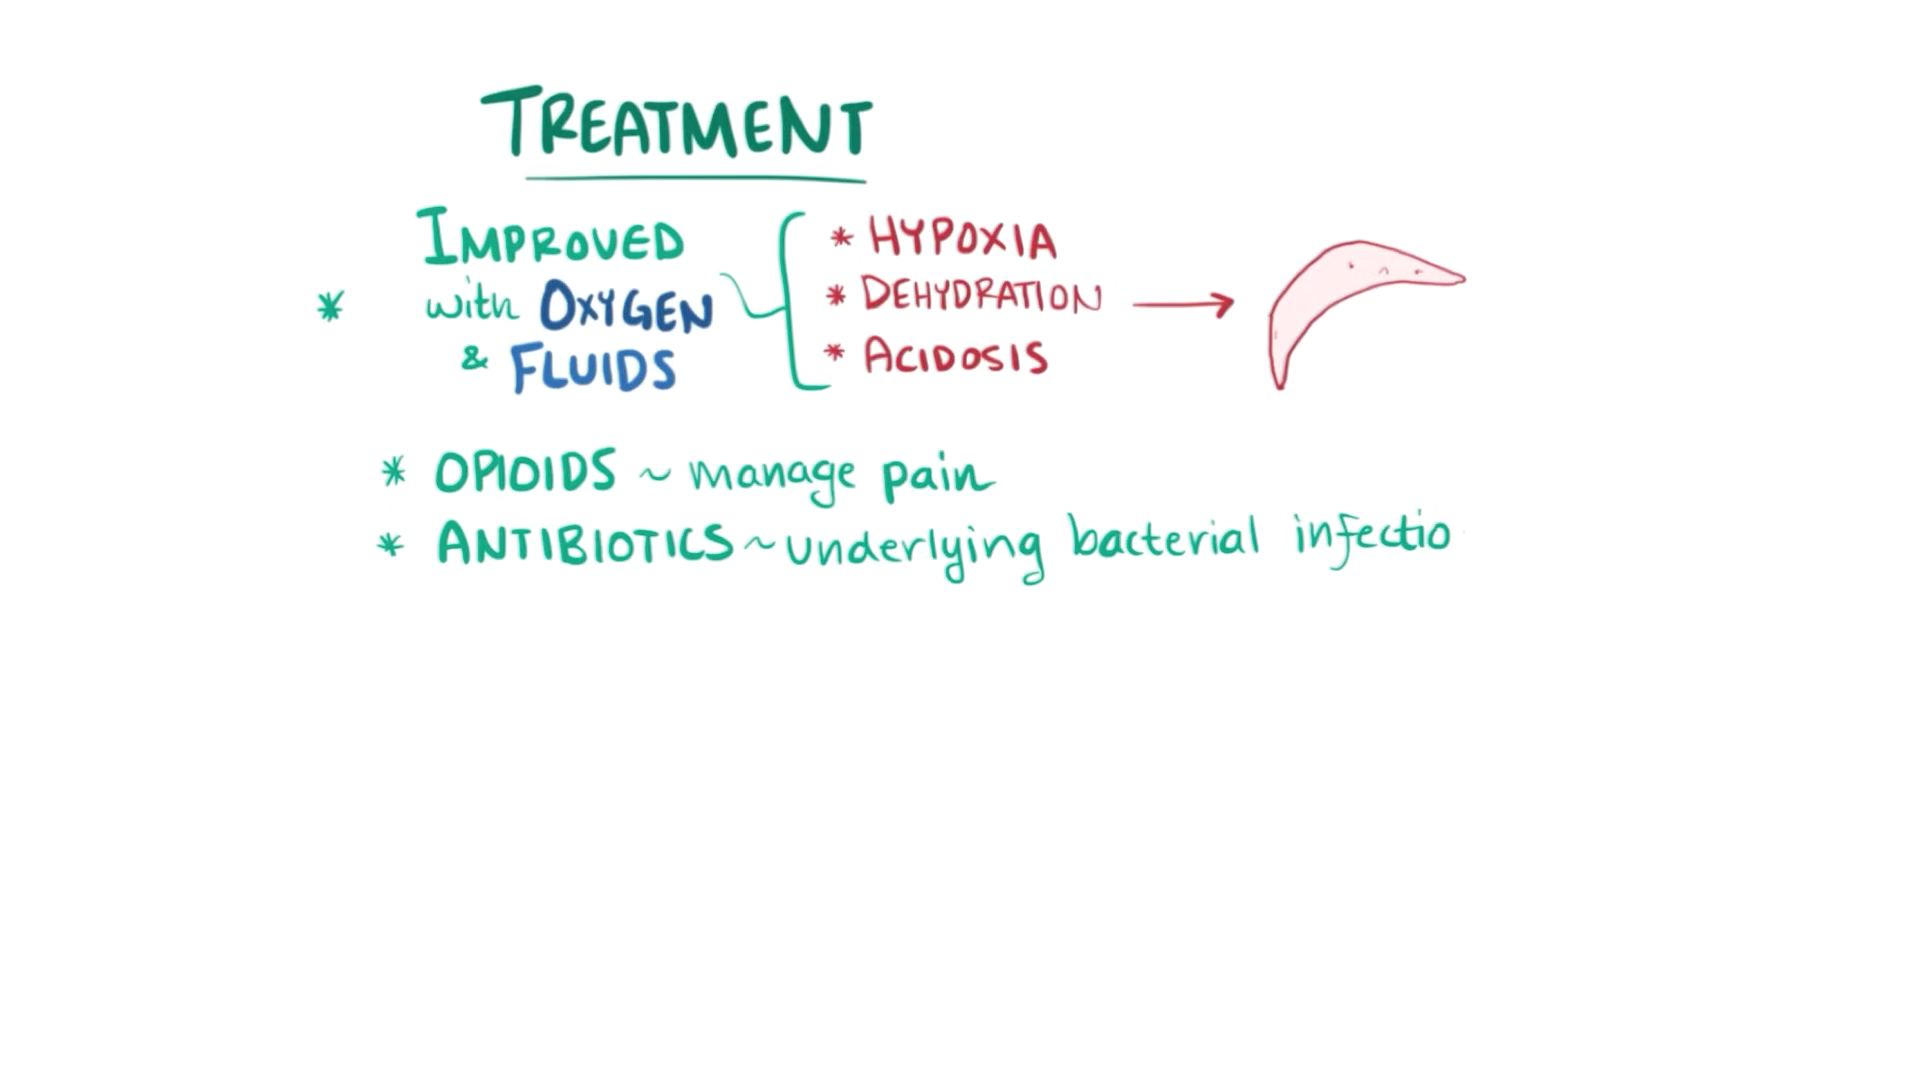 TREATMENT
IMPROVED
* with OXYGEN
& FLUIDS
* HYPOXIA
* DEHYDRATION
* ACIDOSIS
* OPIOIDS ~ manage pain
* ANTIBIOTICS ~ underlying bacterial infectio